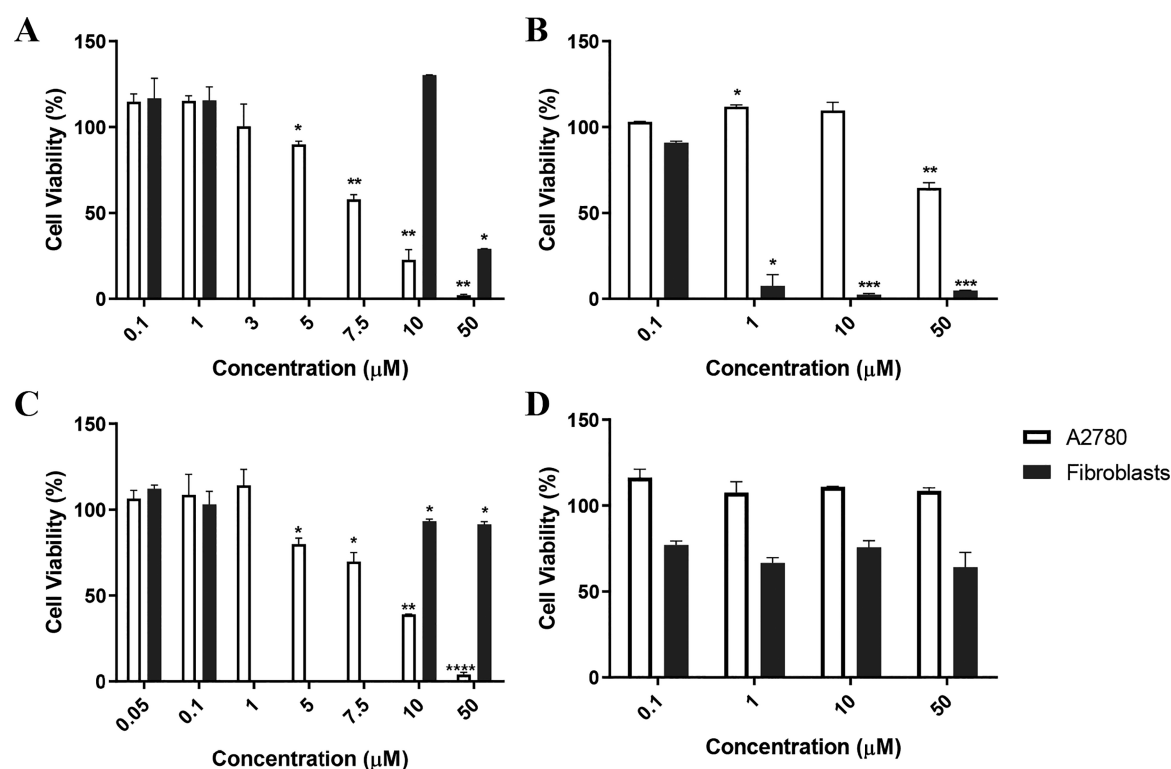 A
Cell Viability (%)
150
100
50
0
*
**
**
**
*
0.1 1 3 5 7.5 10 50
Concentration (μM)
B
Cell Viability (%)
150
100
50
0
*
*
***
**
***
0.1 1 10 50
Concentration (μM)
C
Cell Viability (%)
150
100
50
0
*
*
**
*
****
*
0.05 0.1 1 5 7.5 10 50
Concentration (μM)
D
Cell Viability (%)
150
100
50
0
0.1 1 10 50
Concentration (μM)
A2780
Fibroblasts